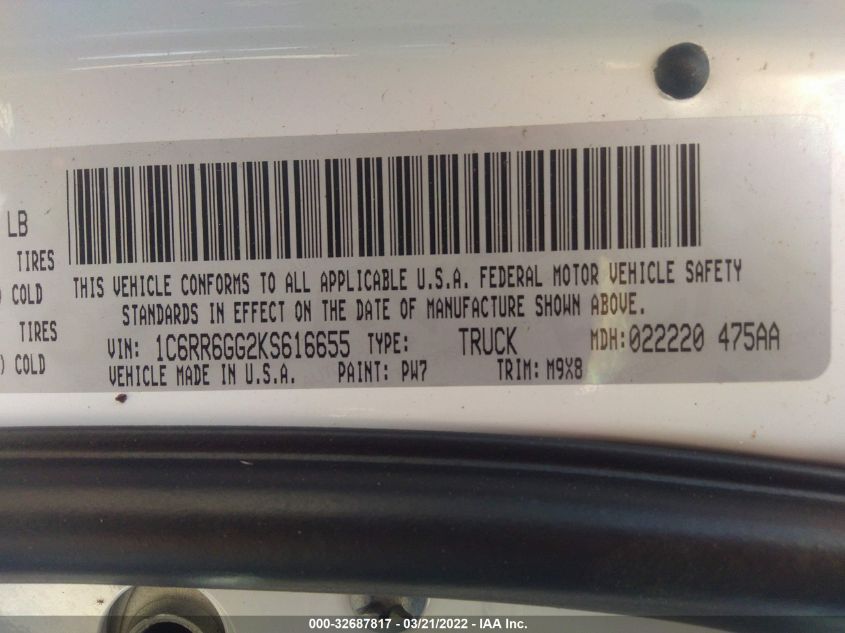 LB
TIRES
) COLD
TIRES
) COLD
THIS VEHICLE CONFORMS TO ALL APPLICABLE U.S.A. FEDERAL MOTOR VEHICLE SAFETY
STANDARDS IN EFFECT ON THE DATE OF MANUFACTURE SHOWN ABOVE.
VIN: 1C6RR6GG2KS616655 TYPE: TRUCK MDH:022220 475AA
VEHICLE MADE IN U.S.A. PAINT: PW7 TRIM: M9X8
000-32687817 - 03/21/2022 - IAA Inc.